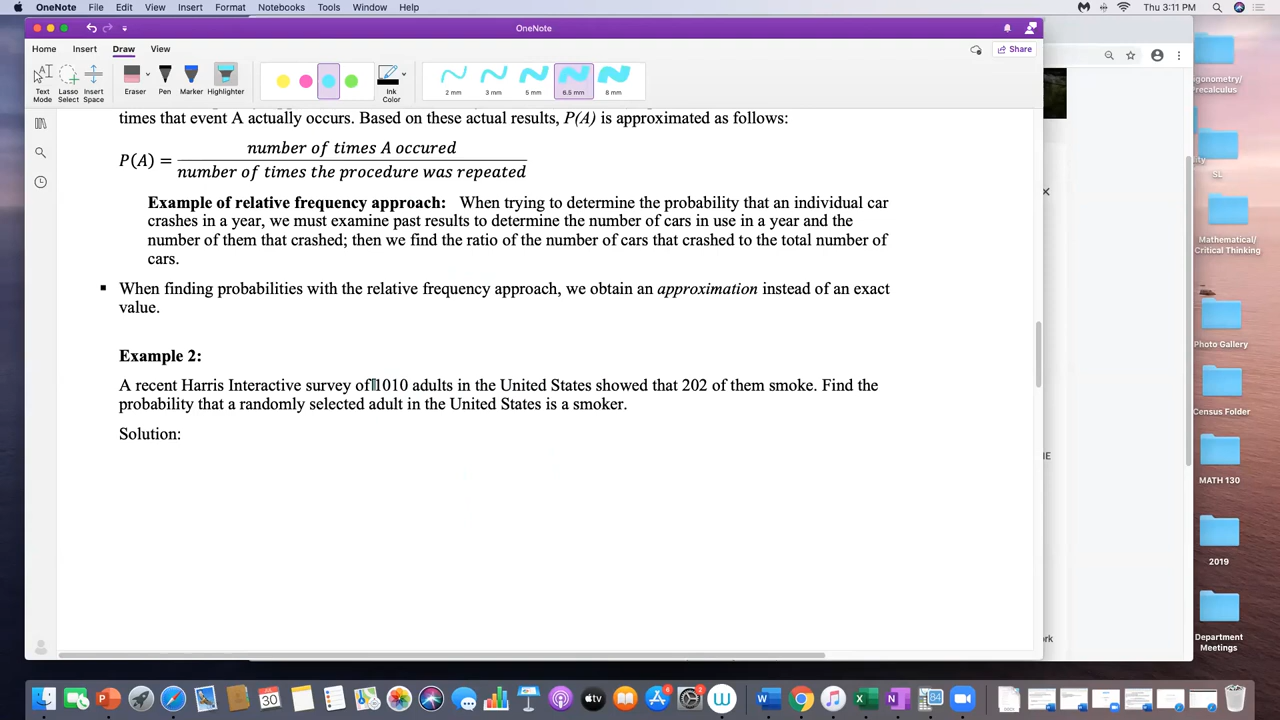 OneNote File Edit View Insert Format Notebooks Tools Window Help Thu 3:11 PM
OneNote
Home Insert Draw View Share
Text Mode
Lasso Select
Insert Space
Eraser
Pen
Marker
Highlighter
Ink Color
2 mm
3 mm
5 mm
6.5 mm
8 mm
times that event A actually occurs. Based on these actual results, P(A) is approximated as follows:
P(A) = number of times A occured
number of times the procedure was repeated
Example of relative frequency approach: When trying to determine the probability that an individual car
crashes in a year, we must examine past results to determine the number of cars in use in a year and the
number of them that crashed; then we find the ratio of the number of cars that crashed to the total number of
cars.
▪ When finding probabilities with the relative frequency approach, we obtain an approximation instead of an exact
value.
Example 2:
A recent Harris Interactive survey of 1010 adults in the United States showed that 202 of them smoke. Find the
probability that a randomly selected adult in the United States is a smoker.
Solution:
Precalculus
SL
Mathematical/
Critical Thinking
Photo Gallery
Census Folder
MATH 130
2019
Department
Meetings
30
84